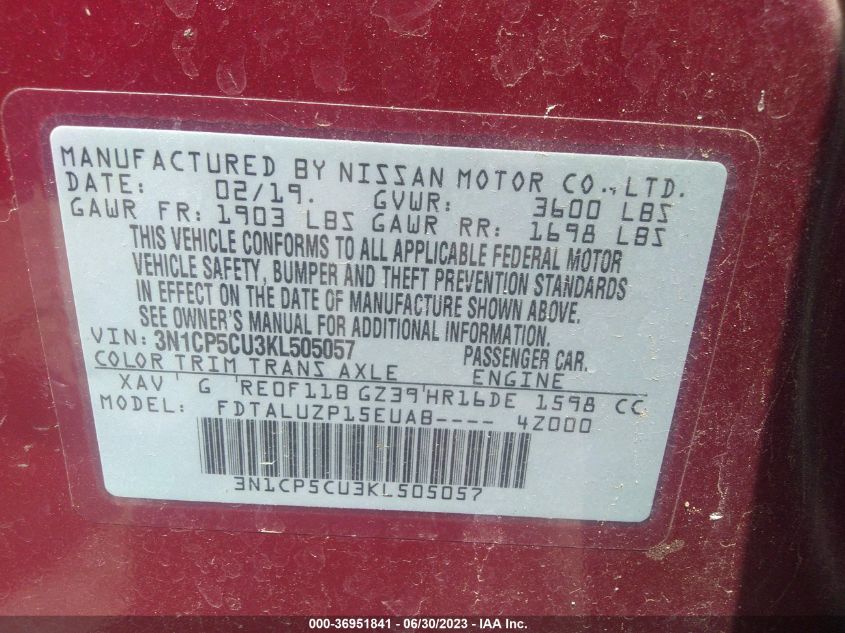 MANUFACTURED BY NISSAN MOTOR CO., LTD.
DATE: 02/19. GVWR: 3600 LBS
GAWR FR: 1903 LBS GAWR RR: 1698 LBS
THIS VEHICLE CONFORMS TO ALL APPLICABLE FEDERAL MOTOR
VEHICLE SAFETY, BUMPER AND THEFT PREVENTION STANDARDS
IN EFFECT ON THE DATE OF MANUFACTURE SHOWN ABOVE.
SEE OWNER'S MANUAL FOR ADDITIONAL INFORMATION.
VIN: 3N1CP5CU3KL505057 PASSENGER CAR.
COLOR TRIM TRANS AXLE ENGINE
XAV ' G 'RE0F11B GZ39'HR16DE 1598 CC
MODEL: FDTALUZP15EUAB---- 4Z000
3N1CP5CU3KL505057
000-36951841 - 06/30/2023 - IAA Inc.